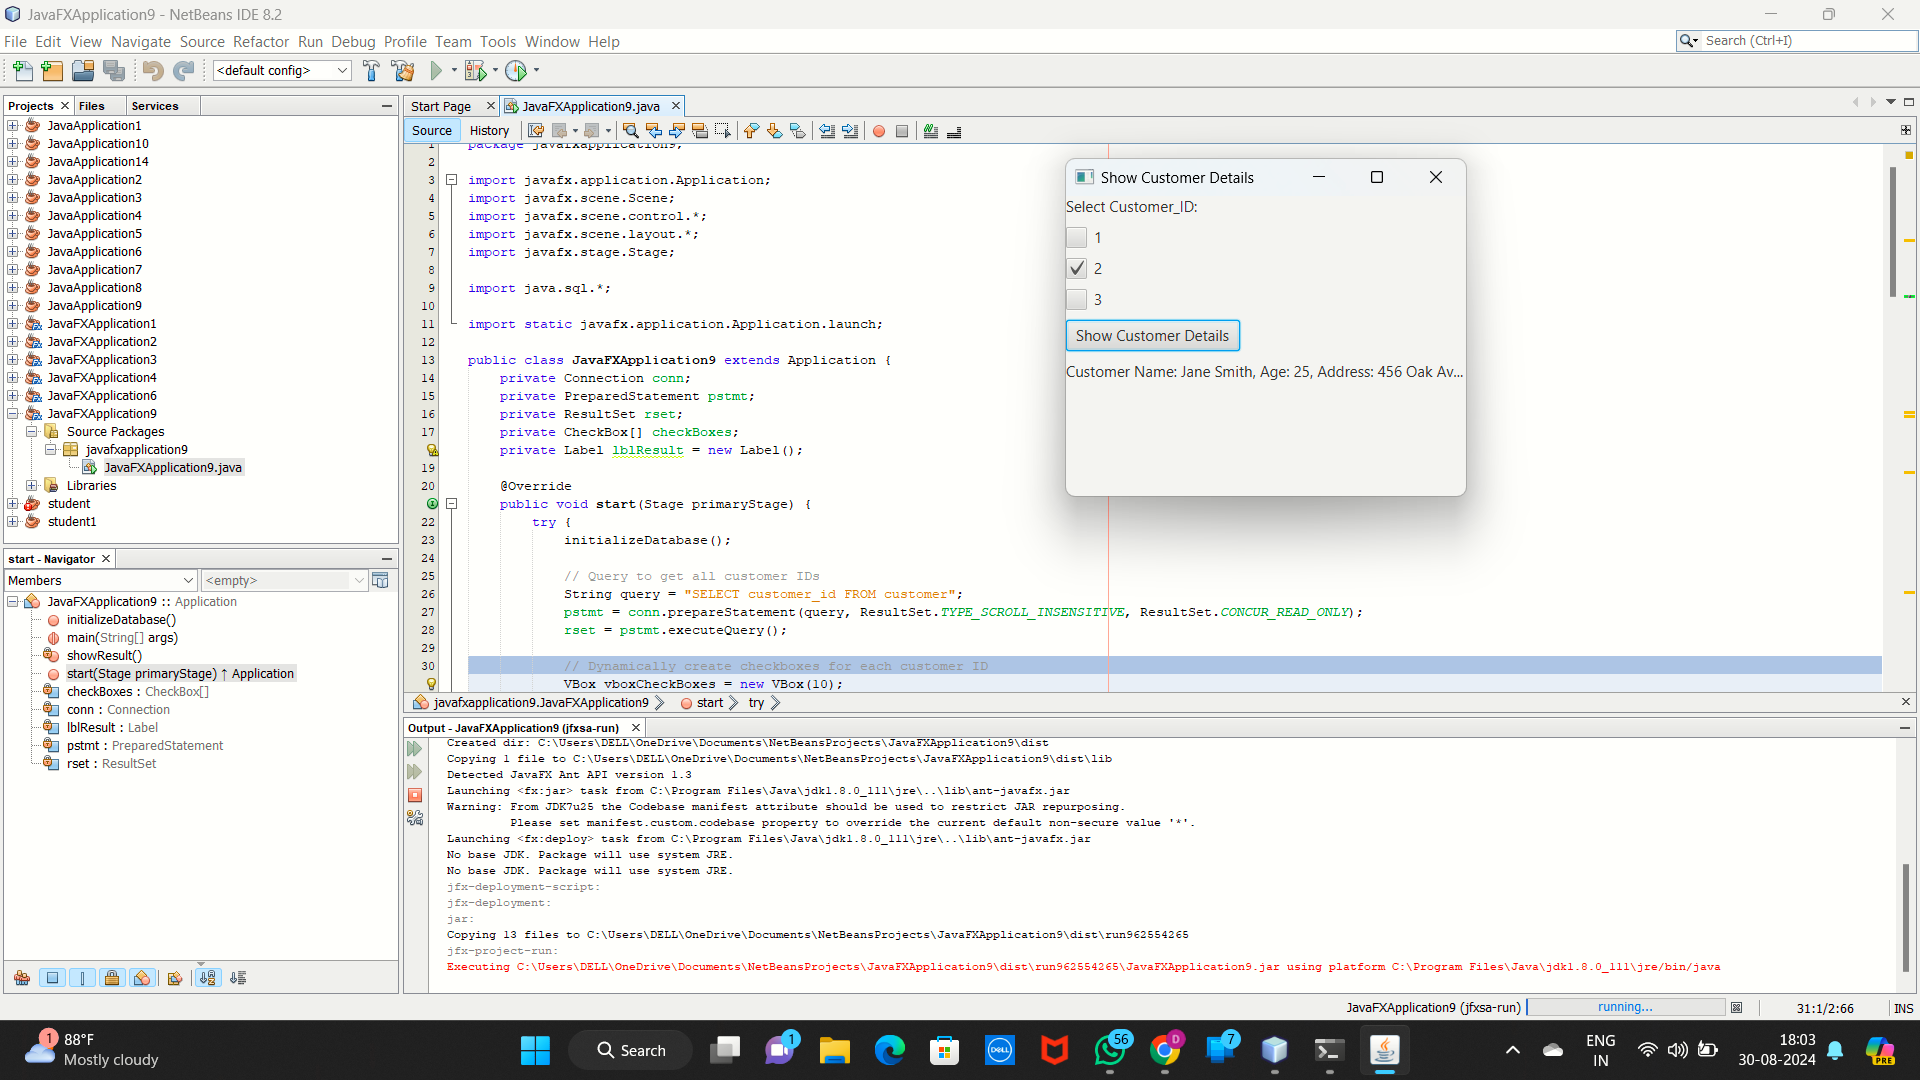 JavaFXApplication9 - NetBeans IDE 8.2
File Edit View Navigate Source Refactor Run Debug Profile Team Tools Window Help
Search (Ctrl+I)
<default config>
Projects Files Services
JavaApplication1
JavaApplication10
JavaApplication14
JavaApplication2
JavaApplication3
JavaApplication4
JavaApplication5
JavaApplication6
JavaApplication7
JavaApplication8
JavaApplication9
JavaFXApplication1
JavaFXApplication2
JavaFXApplication3
JavaFXApplication4
JavaFXApplication6
JavaFXApplication9
Source Packages
javafxapplication9
JavaFXApplication9.java
Libraries
student
student1
start - Navigator
Members <empty>
JavaFXApplication9 :: Application
initializeDatabase()
main(String[] args)
showResult()
start(Stage primaryStage) ↑ Application
checkBoxes : CheckBox[]
conn : Connection
lblResult : Label
pstmt : PreparedStatement
rset : ResultSet
Start Page JavaFXApplication9.java
Source History
1 package javafxapplication9;
2
3 import javafx.application.Application;
4 import javafx.scene.Scene;
5 import javafx.scene.control.*;
6 import javafx.scene.layout.*;
7 import javafx.stage.Stage;
8
9 import java.sql.*;
10
11 import static javafx.application.Application.launch;
12
13 public class JavaFXApplication9 extends Application {
14 private Connection conn;
15 private PreparedStatement pstmt;
16 private ResultSet rset;
17 private CheckBox[] checkBoxes;
private Label lblResult = new Label();
19
20 @Override
public void start(Stage primaryStage) {
22 try {
23 initializeDatabase();
24
25 // Query to get all customer IDs
26 String query = "SELECT customer_id FROM customer";
27 pstmt = conn.prepareStatement(query, ResultSet.TYPE_SCROLL_INSENSITIVE, ResultSet.CONCUR_READ_ONLY);
28 rset = pstmt.executeQuery();
29
30 // Dynamically create checkboxes for each customer ID
VBox vboxCheckBoxes = new VBox(10);
javafxapplication9.JavaFXApplication9 start try
Show Customer Details
Select Customer_ID:
1
2
3
Show Customer Details
Customer Name: Jane Smith, Age: 25, Address: 456 Oak Av...
Output - JavaFXApplication9 (jfxsa-run)
Created dir: C:\Users\DELL\OneDrive\Documents\NetBeansProjects\JavaFXApplication9\dist
Copying 1 file to C:\Users\DELL\OneDrive\Documents\NetBeansProjects\JavaFXApplication9\dist\lib
Detected JavaFX Ant API version 1.3
Launching <fx:jar> task from C:\Program Files\Java\jdk1.8.0_111\jre\..\lib\ant-javafx.jar
Warning: From JDK7u25 the Codebase manifest attribute should be used to restrict JAR repurposing.
Please set manifest.custom.codebase property to override the current default non-secure value '*'.
Launching <fx:deploy> task from C:\Program Files\Java\jdk1.8.0_111\jre\..\lib\ant-javafx.jar
No base JDK. Package will use system JRE.
No base JDK. Package will use system JRE.
jfx-deployment-script:
jfx-deployment:
jar:
Copying 13 files to C:\Users\DELL\OneDrive\Documents\NetBeansProjects\JavaFXApplication9\dist\run962554265
jfx-project-run:
Executing C:\Users\DELL\OneDrive\Documents\NetBeansProjects\JavaFXApplication9\dist\run962554265\JavaFXApplication9.jar using platform C:\Program Files\Java\jdk1.8.0_111\jre/bin/java
JavaFXApplication9 (jfxsa-run) running... 31:1/2:66 INS
1 88°F
Mostly cloudy
Search
1
DELL
56
D
7
ENG
IN
18:03
30-08-2024
PRE